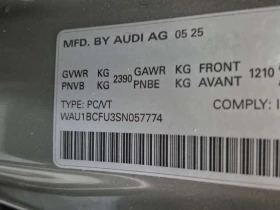 MFD. BY AUDI AG 05 25
GVWR KG 2390 GAWR KG FRONT 1210
PNVB KG PNBE KG AVANT
TYPE: PC/VT COMPLY:
WAU1BCFU3SN057774